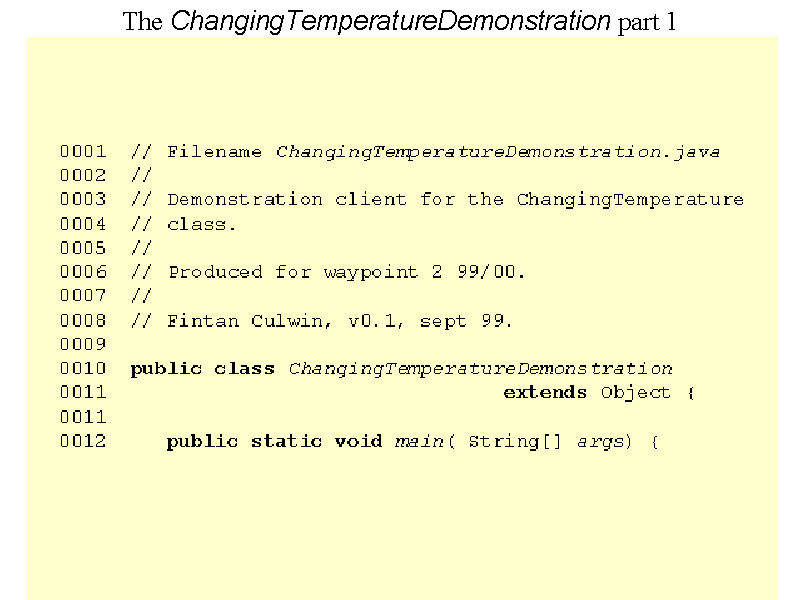 The ChangingTemperatureDemonstration part 1
0001 // Filename ChangingTemperatureDemonstration.java
0002 //
0003 // Demonstration client for the ChangingTemperature
0004 // class.
0005 //
0006 // Produced for waypoint 2 99/00.
0007 //
0008 // Fintan Culwin, v0.1, sept 99.
0009
0010 public class ChangingTemperatureDemonstration
0011 extends Object {
0011
0012 public static void main( String[] args) {